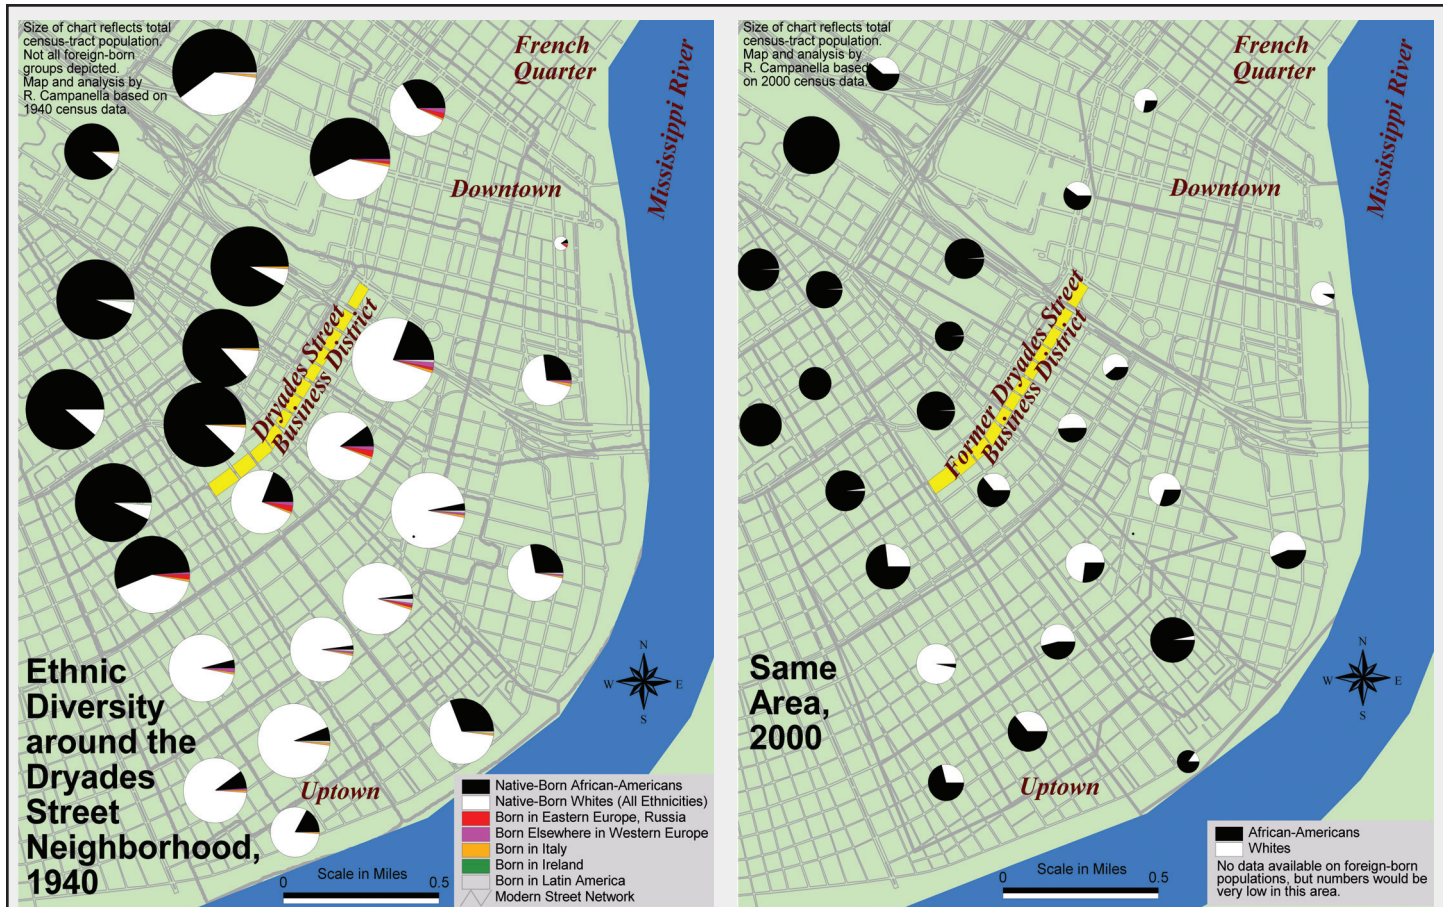 Size of chart reflects total
census-tract population.
Not all foreign-born
groups depicted.
Map and analysis by
R. Campanella based on
1940 census data.
French
Quarter
Mississippi River
Downtown
Dryades Street
Business District
Ethnic
Diversity
around the
Dryades
Street
Neighborhood,
1940
Uptown
N
W E
S
Native-Born African-Americans
Native-Born Whites (All Ethnicities)
Born in Eastern Europe, Russia
Born Elsewhere in Western Europe
Born in Italy
Born in Ireland
Born in Latin America
Modern Street Network
Scale in Miles
0 0.5
Size of chart reflects total
census-tract population.
Map and analysis by
R. Campanella based
on 2000 census data.
French
Quarter
Mississippi River
Downtown
Former Dryades Street
Business District
Same
Area,
2000
Uptown
N
W E
S
African-Americans
Whites
No data available on foreign-born
populations, but numbers would be
very low in this area.
Scale in Miles
0 0.5